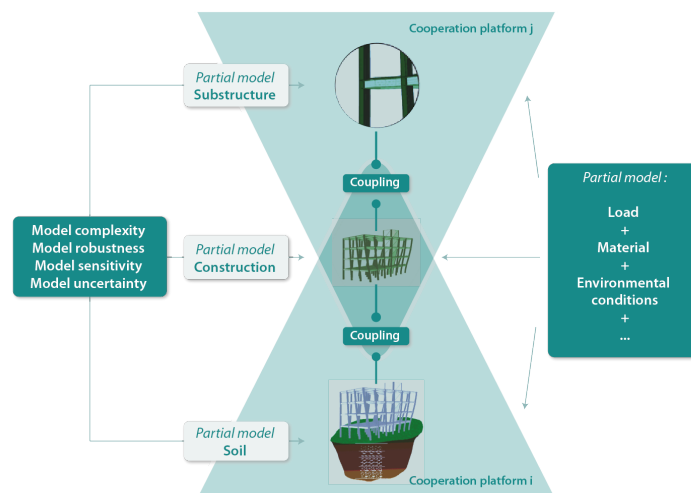 Cooperation platform j
Partial model
Substructure
Coupling
Model complexity
Model robustness
Model sensitivity
Model uncertainty
Partial model
Construction
Coupling
Partial model
Soil
Partial model :
Load
+
Material
+
Environmental
conditions
+
...
Cooperation platform i